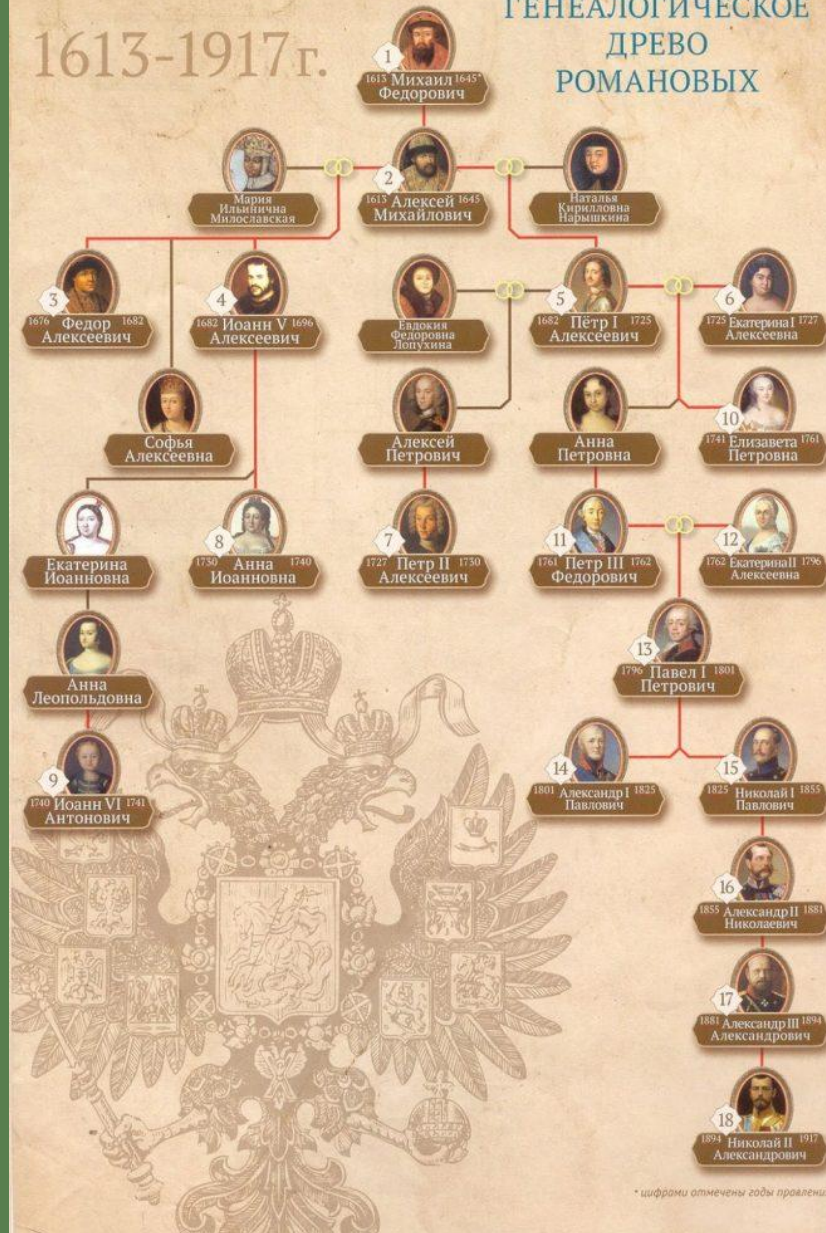 1613-1917 г.
ГЕНЕАЛОГИЧЕСКОЕ
ДРЕВО
РОМАНОВЫХ
1
1613 Михаил 1645*
Федорович
Мария
Ильинична
Милославская
2
1613 Алексей 1645
Михайлович
Наталья
Кирилловна
Нарышкина
3
1676 Федор 1682
Алексеевич
4
1682 Иоанн V 1696
Алексеевич
Евдокия
Федоровна
Лопухина
5
1682 Пётр I 1725
Алексеевич
6
1725 Екатерина I 1727
Алексеевна
Софья
Алексеевна
Алексей
Петрович
Анна
Петровна
10
1741 Елизавета 1761
Петровна
Екатерина
Иоанновна
8
1730 Анна 1740
Иоанновна
7
1727 Петр II 1730
Алексеевич
11
1761 Петр III 1762
Федорович
12
1762 Екатерина II 1796
Алексеевна
Анна
Леопольдовна
13
1796 Павел I 1801
Петрович
9
1740 Иоанн VI 1741
Антонович
14
1801 Александр I 1825
Павлович
15
1825 Николай I 1855
Павлович
16
1855 Александр II 1881
Николаевич
17
1881 Александр III 1894
Александрович
18
1894 Николай II 1917
Александрович
* цифрами отмечены годы правления